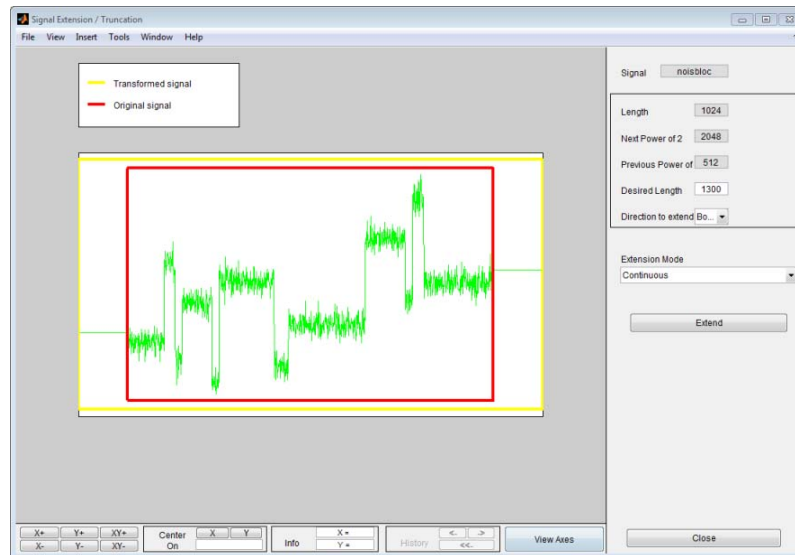 Signal Extension / Truncation
File View Insert Tools Window Help
Transformed signal
Original signal
Signal noisbloc
Length 1024
Next Power of 2 2048
Previous Power of 512
Desired Length 1300
Direction to extend Bo...
Extension Mode
Continuous
Extend
X+ Y+ XY+
X- Y- XY-
Center On X Y
Info X = Y =
History <- -> <<-
View Axes
Close